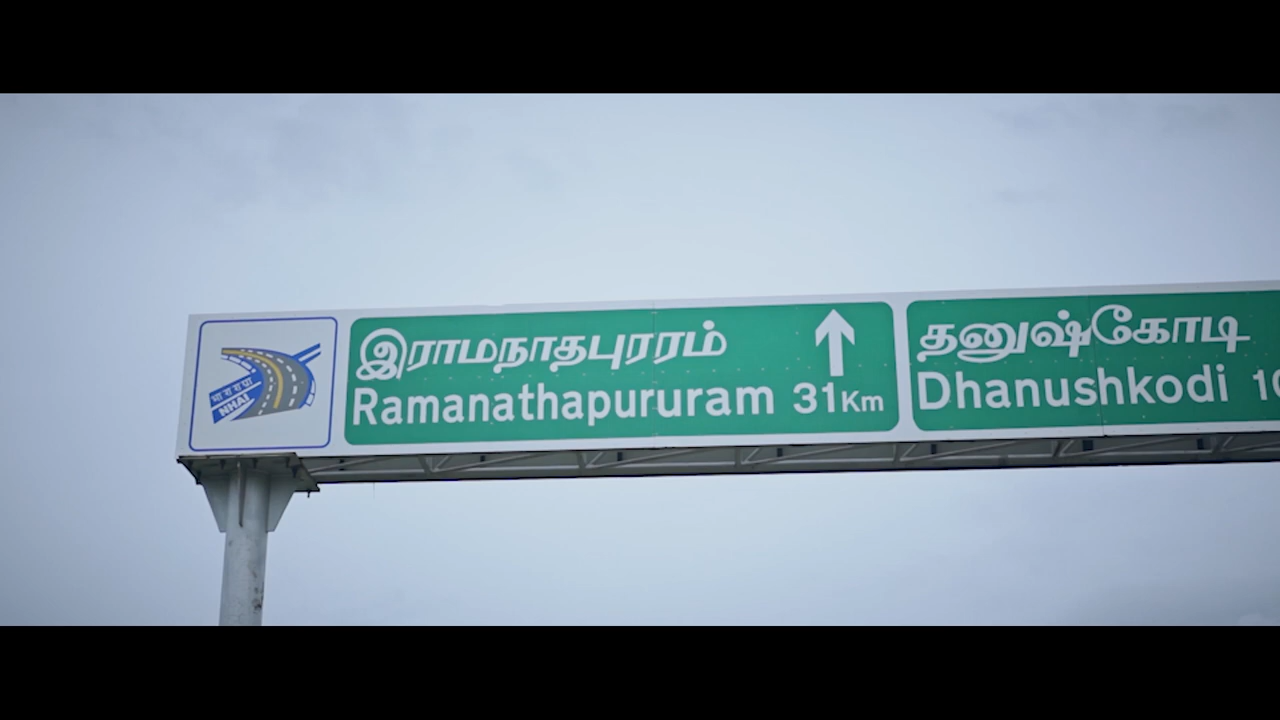 இராமநாதபுரரம்
Ramanathapururam 31Km
தனுஷ்கோடி
Dhanushkodi
भा रा रा प्रा
NHAI